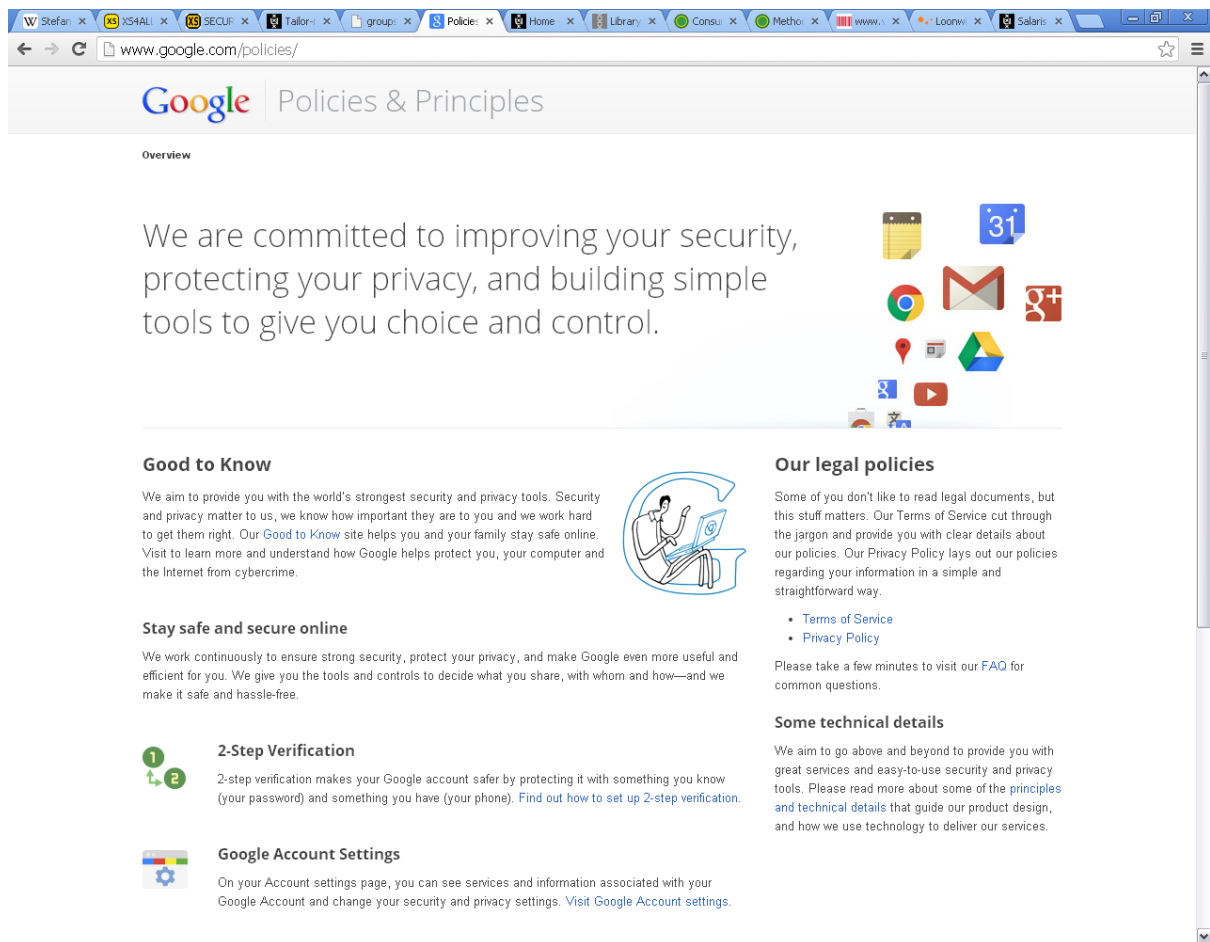 Stefan XS4ALL SECUR Tailor- groups Policies Home Library Consu Metho www.v Loonw Salaris
www.google.com/policies/
Google Policies & Principles
Overview
31
We are committed to improving your security,
protecting your privacy, and building simple
tools to give you choice and control.
g+
Good to Know
We aim to provide you with the world's strongest security and privacy tools. Security
and privacy matter to us, we know how important they are to you and we work hard
to get them right. Our Good to Know site helps you and your family stay safe online.
Visit to learn more and understand how Google helps protect you, your computer and
the Internet from cybercrime.
Stay safe and secure online
We work continuously to ensure strong security, protect your privacy, and make Google even more useful and
efficient for you. We give you the tools and controls to decide what you share, with whom and how—and we
make it safe and hassle-free.
1
2
2-Step Verification
2-step verification makes your Google account safer by protecting it with something you know
(your password) and something you have (your phone). Find out how to set up 2-step verification.
Google Account Settings
On your Account settings page, you can see services and information associated with your
Google Account and change your security and privacy settings. Visit Google Account settings.
Our legal policies
Some of you don't like to read legal documents, but
this stuff matters. Our Terms of Service cut through
the jargon and provide you with clear details about
our policies. Our Privacy Policy lays out our policies
regarding your information in a simple and
straightforward way.
• Terms of Service
• Privacy Policy
Please take a few minutes to visit our FAQ for
common questions.
Some technical details
We aim to go above and beyond to provide you with
great services and easy-to-use security and privacy
tools. Please read more about some of the principles
and technical details that guide our product design,
and how we use technology to deliver our services.